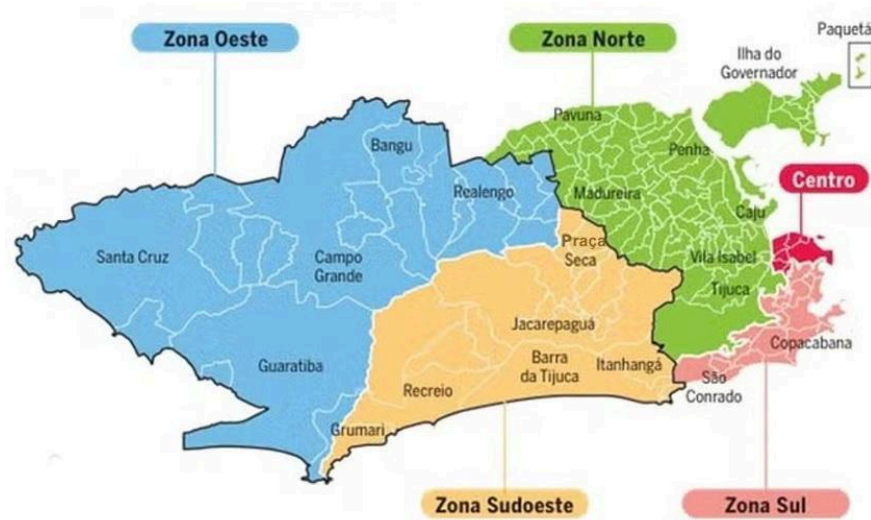 Zona Oeste
Zona Norte
Paquetá
Ilha do
Governador
Pavuna
Bangu
Penha
Realengo
Madureira
Centro
Caju
Santa Cruz
Campo
Grande
Praça
Seca
Vila Isabel
Tijuca
Jacarepaguá
Copacabana
Guaratiba
Barra
da Tijuca
Itanhangá
Recreio
São
Conrado
Grumari
Zona Sudoeste
Zona Sul